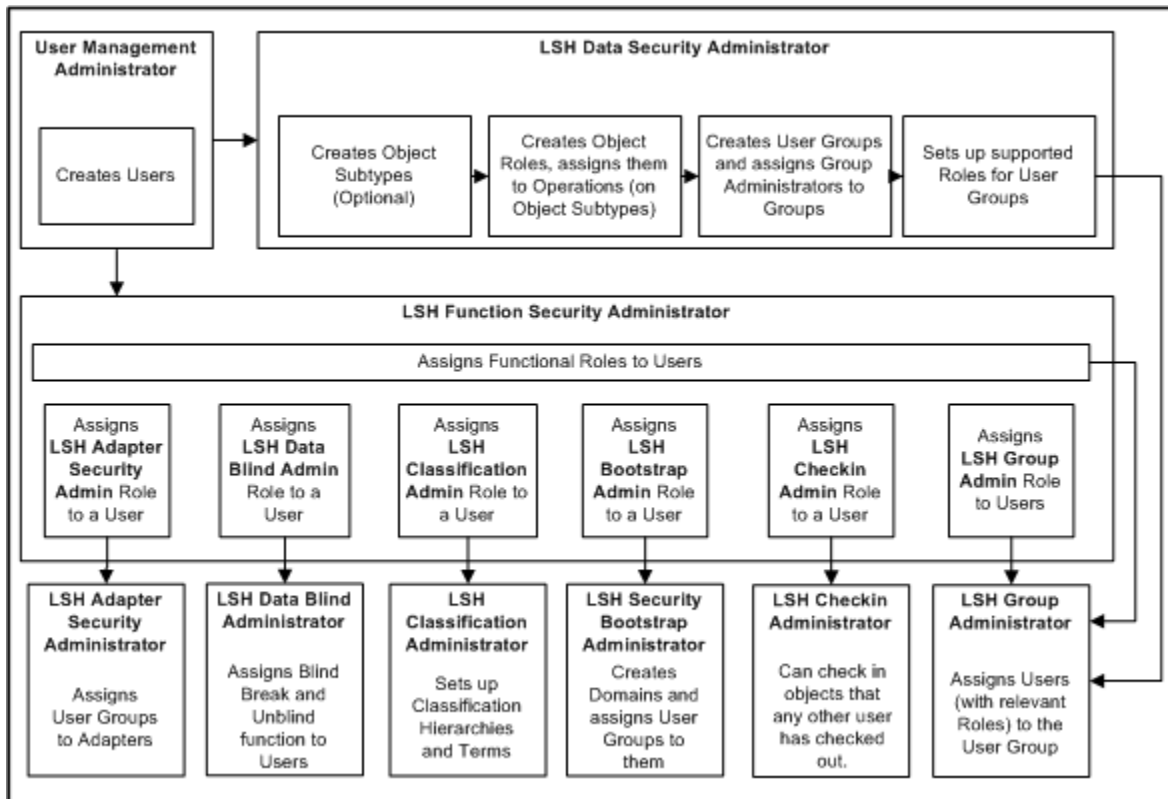 User Management
Administrator
Creates Users
LSH Data Security Administrator
Creates Object
Subtypes
(Optional)
Creates Object
Roles, assigns them
to Operations (on
Object Subtypes)
Creates User Groups
and assigns Group
Administrators to
Groups
Sets up supported
Roles for User
Groups
LSH Function Security Administrator
Assigns Functional Roles to Users
Assigns
LSH Adapter
Security
Admin Role
to a User
Assigns
LSH Data
Blind Admin
Role to a
User
Assigns
LSH
Classification
Admin Role to
a User
Assigns
LSH
Bootstrap
Admin Role
to a User
Assigns
LSH
Checkin
Admin Role
to a User
Assigns
LSH Group
Admin Role
to Users
LSH Adapter
Security
Administrator
Assigns
User Groups
to Adapters
LSH Data Blind
Administrator
Assigns Blind
Break and
Unblind
function to
Users
LSH
Classification
Administrator
Sets up
Classification
Hierarchies
and Terms
LSH Security
Bootstrap
Administrator
Creates
Domains and
assigns User
Groups to
them
LSH Checkin
Administrator
Can check in
objects that
any other user
has checked
out.
LSH Group
Administrator
Assigns Users
(with relevant
Roles) to the
User Group